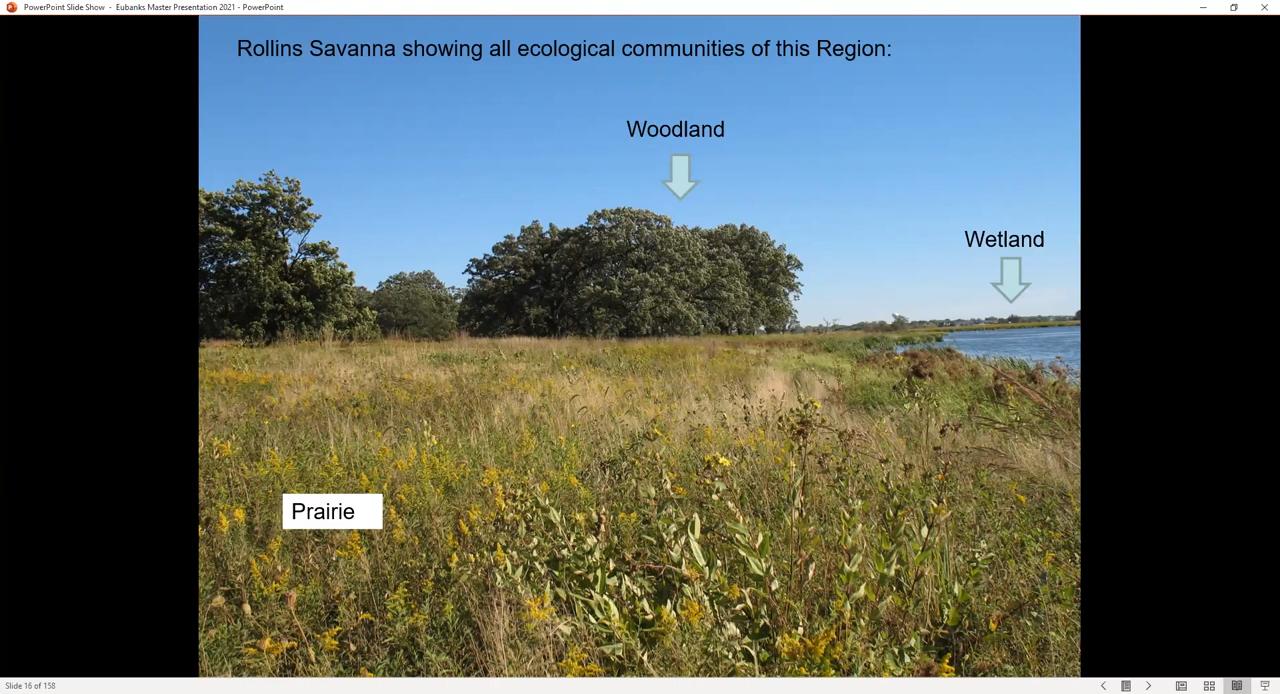 PowerPoint Slide Show - Eubanks Master Presentation 2021 - PowerPoint
Rollins Savanna showing all ecological communities of this Region:
Woodland
Wetland
Prairie
Slide 16 of 158